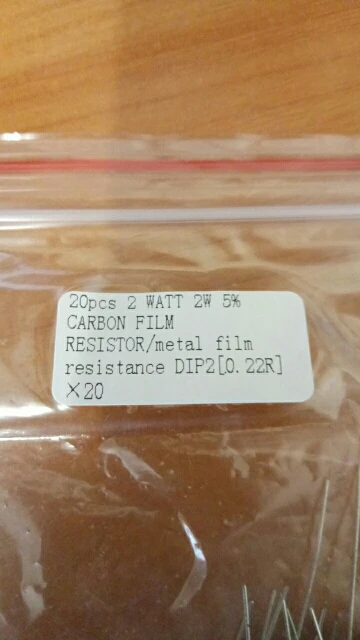 20pcs 2 WATT 2W 5%
CARBON FILM
RESISTOR/metal film
resistance DIP2[0.22R]
×20